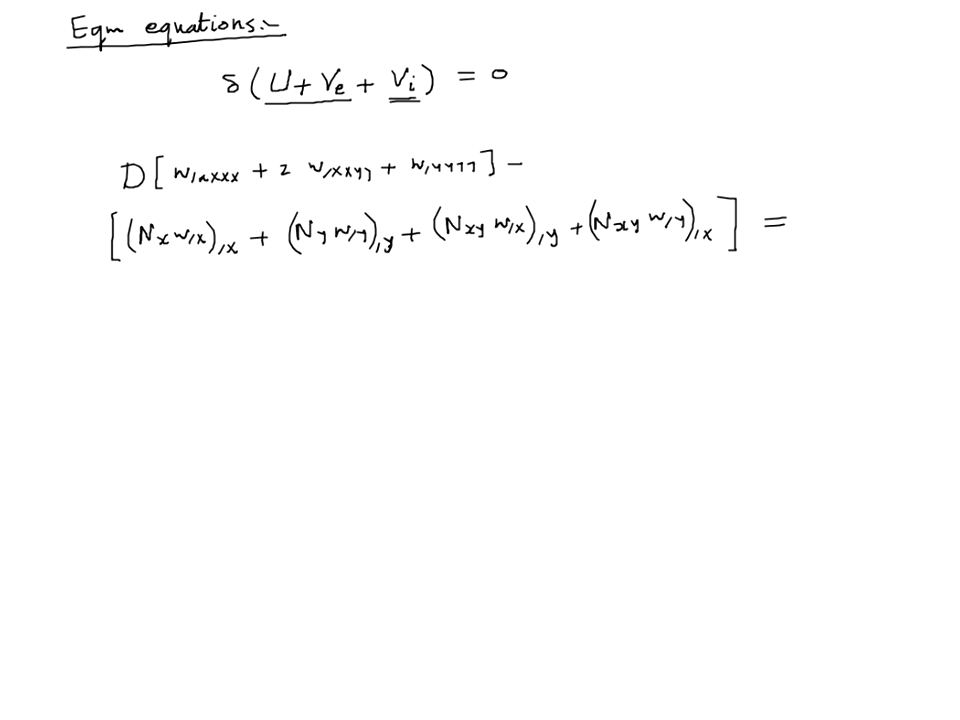 Eqm equations:-
δ (U + Ve + Vi) = 0
D [ w,xxxx + 2 w,xxyy + w,yyyy ] -
[ (Nx w,x),x + (Ny w,y),y + (Nxy w,x),y + (Nxy w,y),x ] =